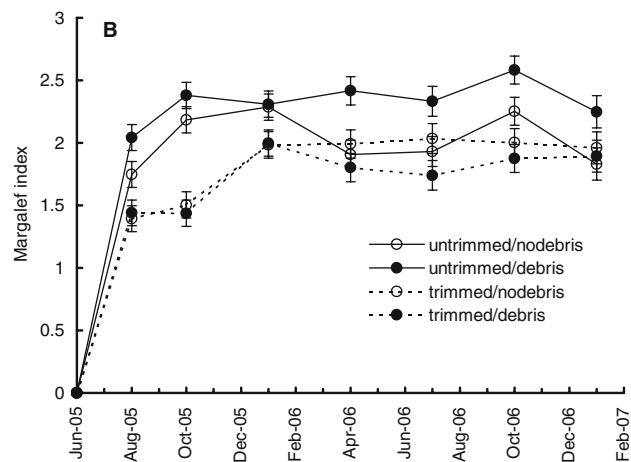 B
Margalef index
3
2.5
2
1.5
1
0.5
0
untrimmed/nodebris
untrimmed/debris
trimmed/nodebris
trimmed/debris
Jun-05
Aug-05
Oct-05
Dec-05
Feb-06
Apr-06
Jun-06
Aug-06
Oct-06
Dec-06
Feb-07